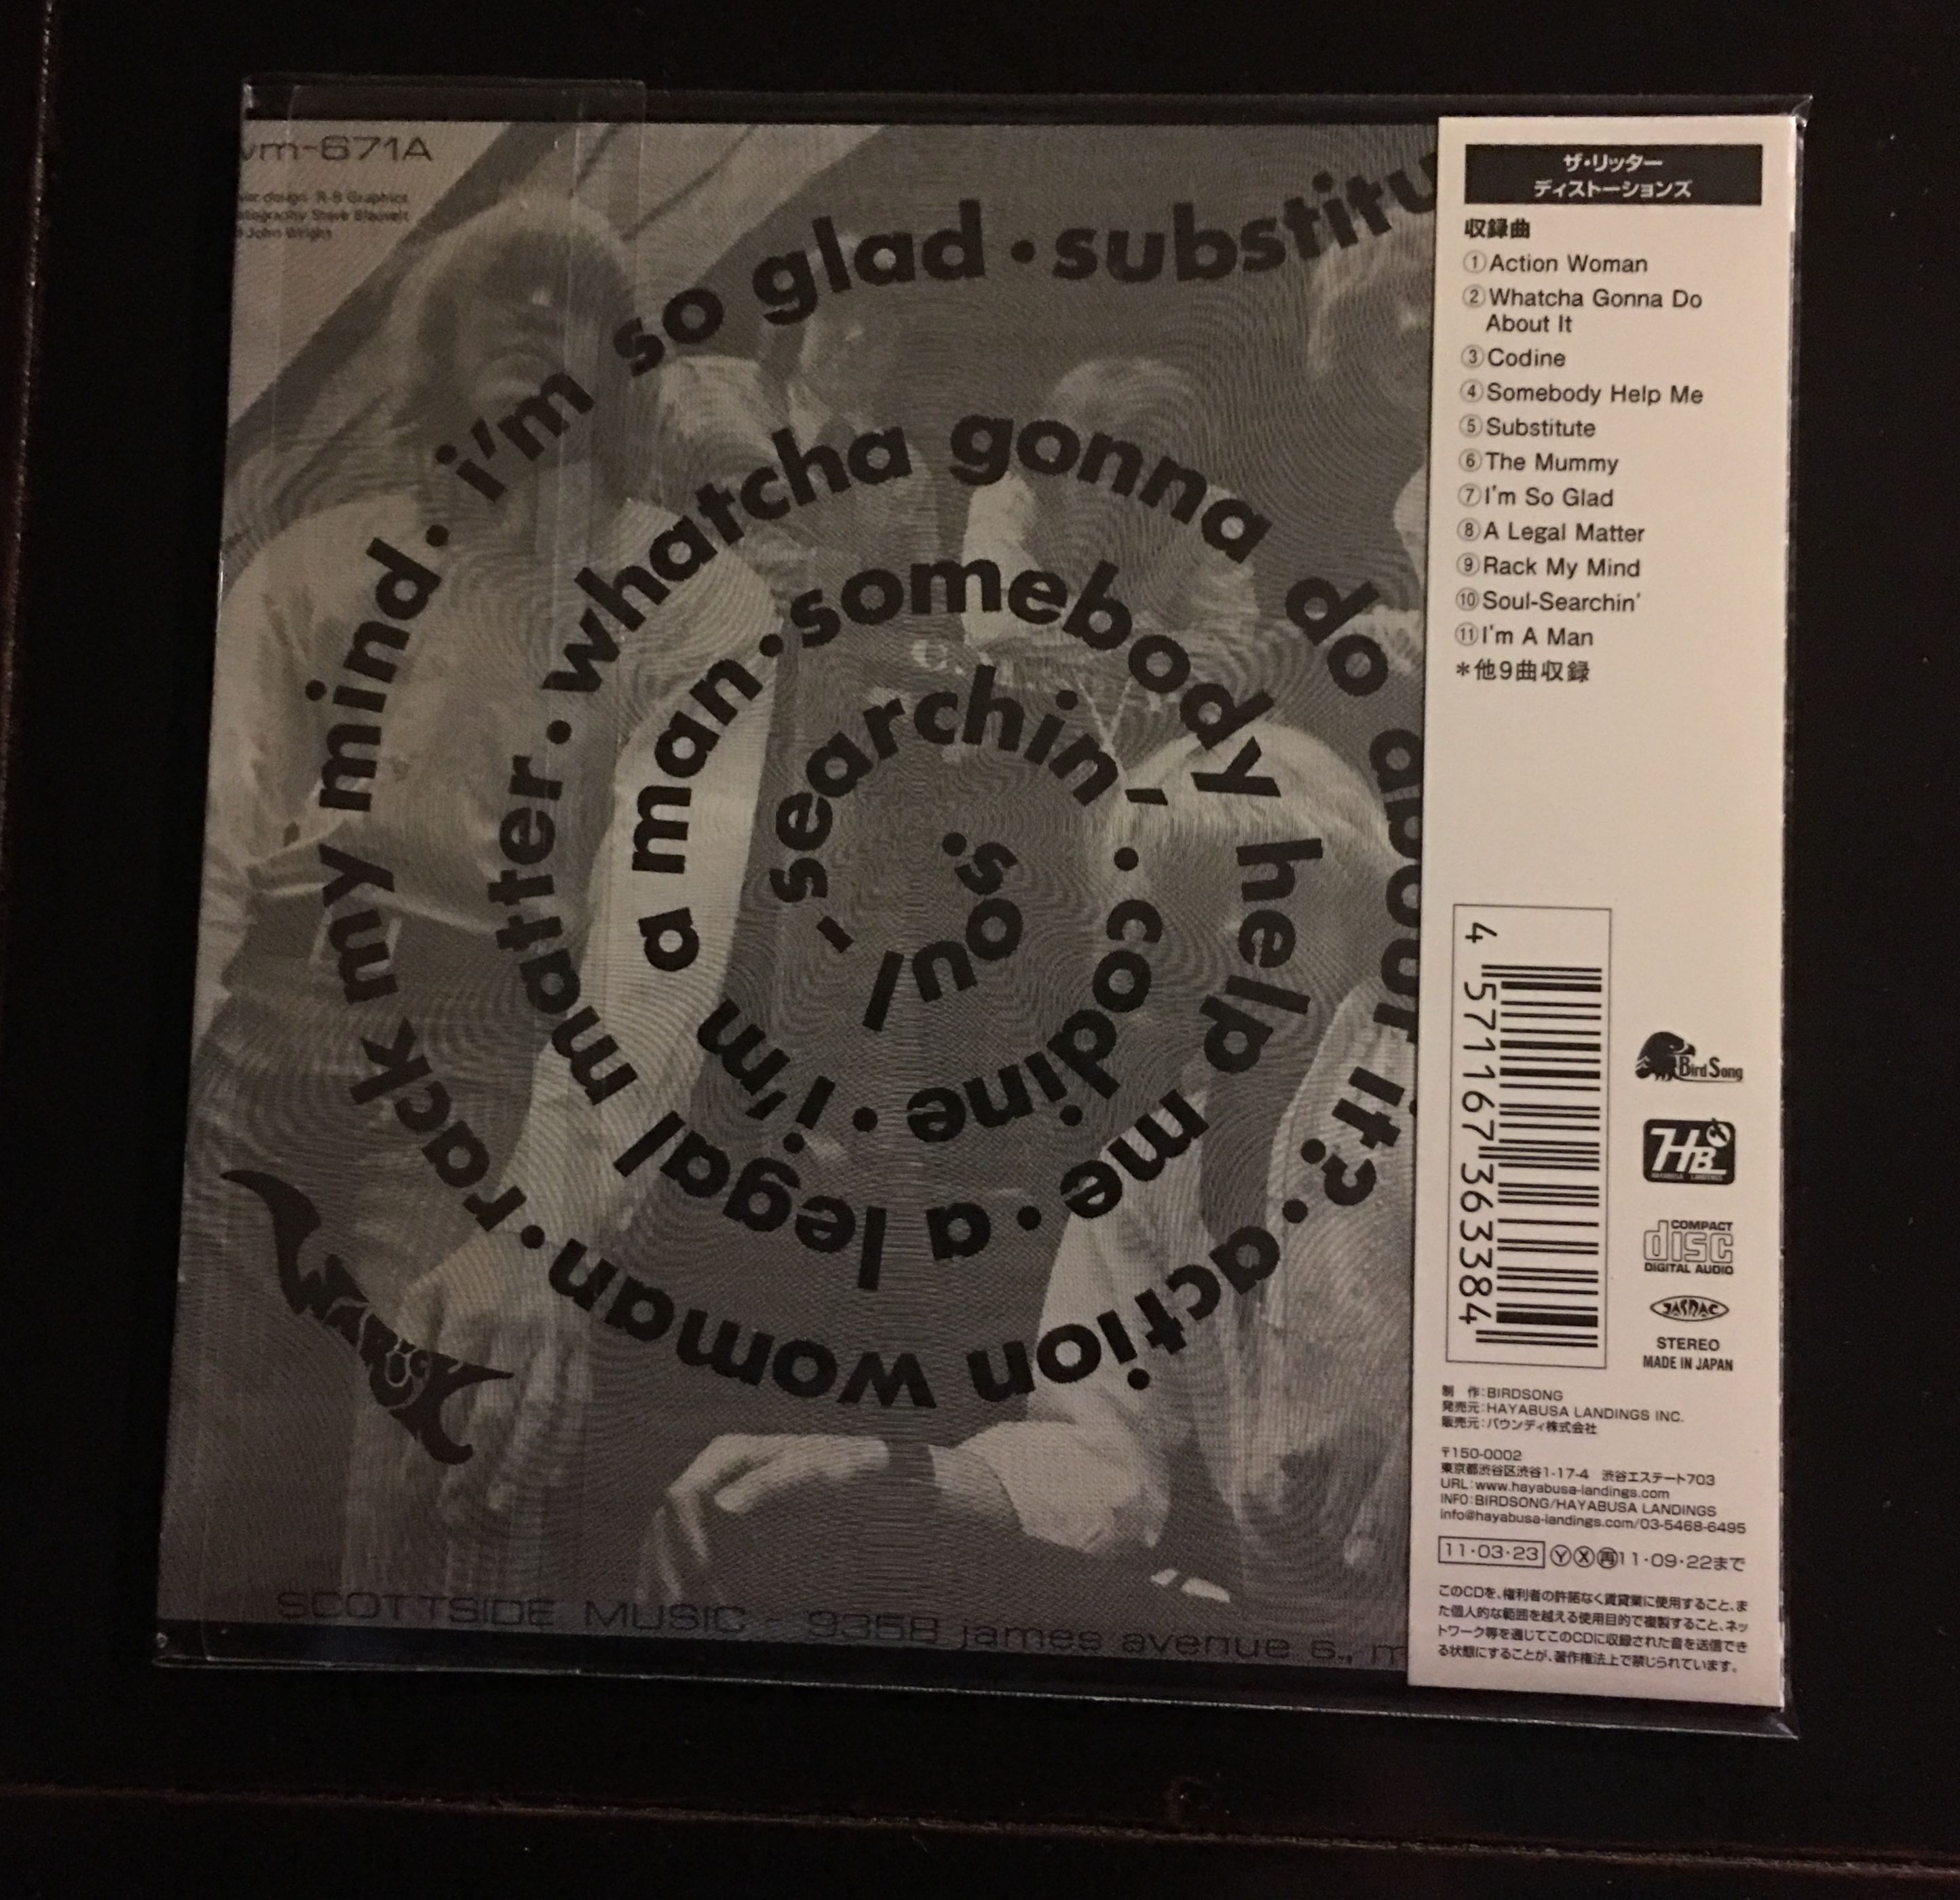 vm-671A
R-B Graphics
Steve Blauvelt
John Wright
soul - searchin' · codine · i'm a man · somebody help me · a legal matter · whatcha gonna do about it? · action woman · rack my mind · i'm so glad · substitu
WARICK
SCOTTSIDE MUSIC 9358 james avenue s., m
ザ・リッター
ディストーションズ
収録曲
①Action Woman
②Whatcha Gonna Do
About It
③Codine
④Somebody Help Me
⑤Substitute
⑥The Mummy
⑦I'm So Glad
⑧A Legal Matter
⑨Rack My Mind
⑩Soul-Searchin'
⑪I'm A Man
*他9曲収録
4 571167 363384
Bird Song
HB
COMPACT
disc
DIGITAL AUDIO
JASRAC
STEREO
MADE IN JAPAN
制 作:BIRDSONG
発売元:HAYABUSA LANDINGS INC.
販売元:バウンディ株式会社
〒150-0002
東京都渋谷区渋谷1-17-4 渋谷エステート703
URL:www.hayabusa-landings.com
INFO:BIRDSONG/HAYABUSA LANDINGS
info@hayabusa-landings.com/03-5468-6495
11・03・23 Ⓨ Ⓧ 再 11・09・22まで
このCDを、権利者の許諾なく賃貸業に使用すること、ま
た個人的な範囲を越える使用目的で複製すること、ネッ
トワーク等を通じてこのCDに収録された音を送信でき
る状態にすることが、著作権法上で禁じられています。